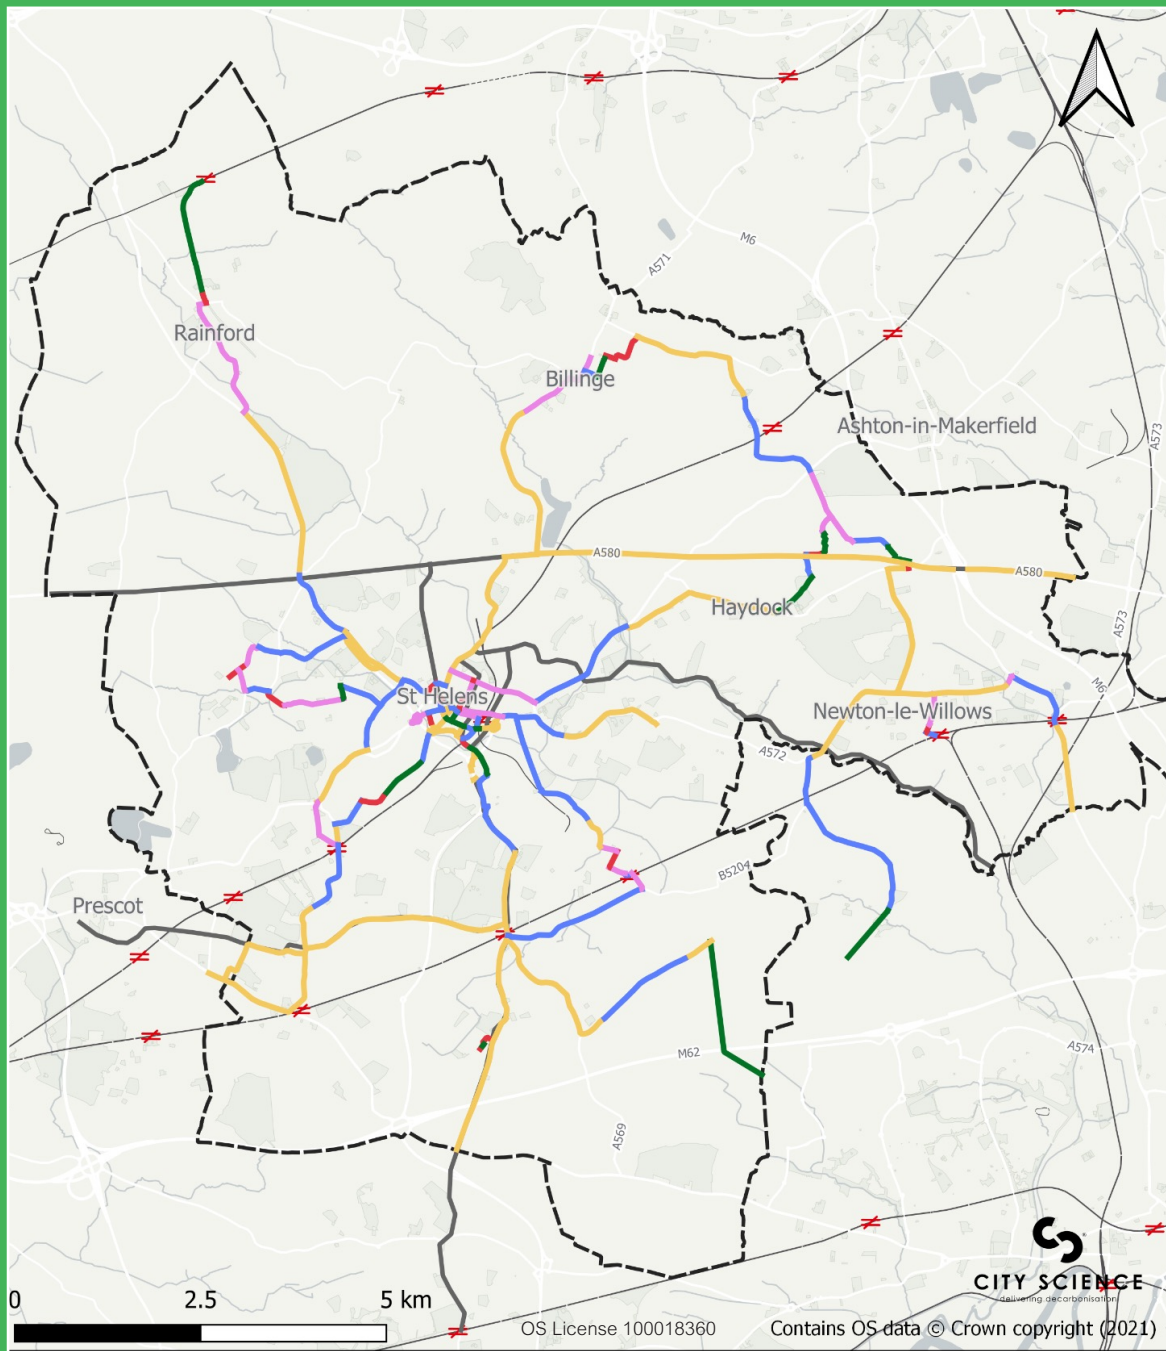 M6
A571
Rainford
Billinge
Ashton-in-Makerfield
A573
A580
A580
Haydock
A573
M6
St Helens
Newton-le-Willows
A572
B5204
Prescot
M62
A574
A569
CITY SCIENCE
delivering decarbonisation
0 2.5 5 km
OS License 100018360
Contains OS data © Crown copyright (2021)